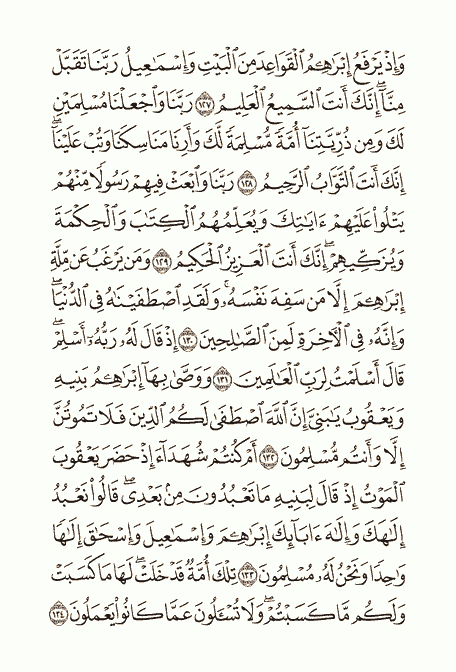 وَإِذْ يَرْفَعُ إِبْرَٰهِـۧمُ ٱلْقَوَاعِدَ مِنَ ٱلْبَيْتِ وَإِسْمَٰعِيلُ رَبَّنَا تَقَبَّلْ
مِنَّآ ۖ إِنَّكَ أَنتَ ٱلسَّمِيعُ ٱلْعَلِيمُ ١٢٧ رَبَّنَا وَٱجْعَلْنَا مُسْلِمَيْنِ
لَكَ وَمِن ذُرِّيَّتِنَآ أُمَّةً مُّسْلِمَةً لَّكَ وَأَرِنَا مَنَاسِكَنَا وَتُبْ عَلَيْنَآ ۖ
إِنَّكَ أَنتَ ٱلتَّوَّابُ ٱلرَّحِيمُ ١٢٨ رَبَّنَا وَٱبْعَثْ فِيهِمْ رَسُولًا مِّنْهُمْ
يَتْلُوا۟ عَلَيْهِمْ ءَايَٰتِكَ وَيُعَلِّمُهُمُ ٱلْكِتَٰبَ وَٱلْحِكْمَةَ
وَيُزَكِّيهِمْ ۚ إِنَّكَ أَنتَ ٱلْعَزِيزُ ٱلْحَكِيمُ ١٢٩ وَمَن يَرْغَبُ عَن مِّلَّةِ
إِبْرَٰهِـۧمَ إِلَّا مَن سَفِهَ نَفْسَهُۥ ۚ وَلَقَدِ ٱصْطَفَيْنَٰهُ فِى ٱلدُّنْيَا ۖ
وَإِنَّهُۥ فِى ٱلْءَاخِرَةِ لَمِنَ ٱلصَّٰلِحِينَ ١٣٠ إِذْ قَالَ لَهُۥ رَبُّهُۥٓ أَسْلِمْ ۖ
قَالَ أَسْلَمْتُ لِرَبِّ ٱلْعَٰلَمِينَ ١٣١ وَوَصَّىٰ بِهَآ إِبْرَٰهِـۧمُ بَنِيهِ
وَيَعْقُوبُ يَٰبَنِىَّ إِنَّ ٱللَّهَ ٱصْطَفَىٰ لَكُمُ ٱلدِّينَ فَلَا تَمُوتُنَّ
إِلَّا وَأَنتُم مُّسْلِمُونَ ١٣٢ أَمْ كُنتُمْ شُهَدَآءَ إِذْ حَضَرَ يَعْقُوبَ
ٱلْمَوْتُ إِذْ قَالَ لِبَنِيهِ مَا تَعْبُدُونَ مِنۢ بَعْدِى قَالُوا۟ نَعْبُدُ
إِلَٰهَكَ وَإِلَٰهَ ءَابَآئِكَ إِبْرَٰهِـۧمَ وَإِسْمَٰعِيلَ وَإِسْحَٰقَ إِلَٰهًا
وَٰحِدًا وَنَحْنُ لَهُۥ مُسْلِمُونَ ١٣٣ تِلْكَ أُمَّةٌ قَدْ خَلَتْ ۖ لَهَا مَا كَسَبَتْ
وَلَكُم مَّا كَسَبْتُمْ ۖ وَلَا تُسْـَٔلُونَ عَمَّا كَانُوا۟ يَعْمَلُونَ ١٣٤